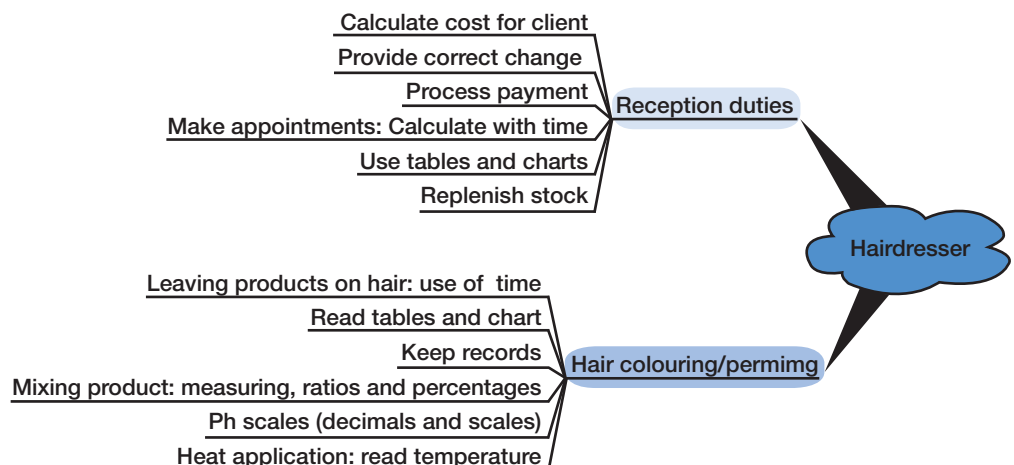 Calculate cost for client
Provide correct change
Process payment
Make appointments: Calculate with time
Use tables and charts
Replenish stock
Reception duties
Hairdresser
Leaving products on hair: use of time
Read tables and chart
Keep records
Mixing product: measuring, ratios and percentages
Ph scales (decimals and scales)
Heat application: read temperature
Hair colouring/permimg